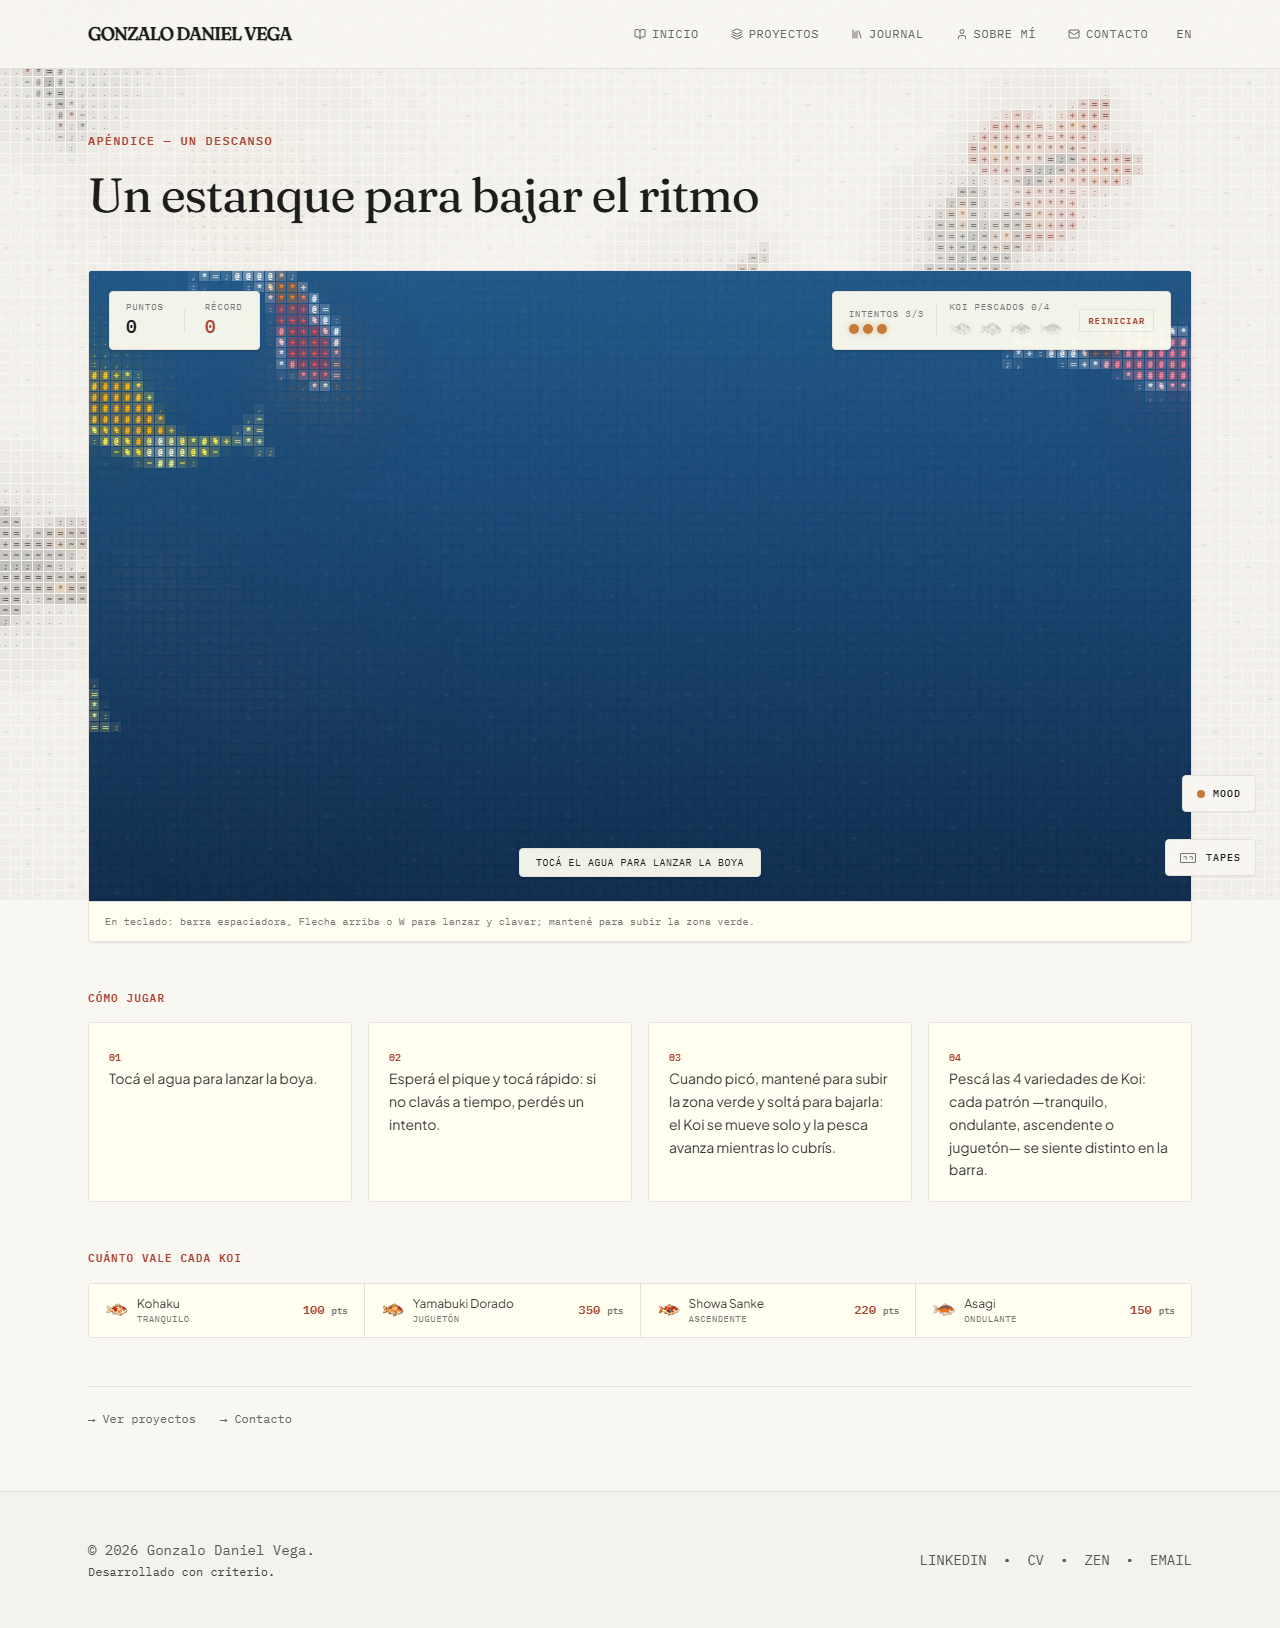 GONZALO DANIEL VEGA
INICIO
PROYECTOS
JOURNAL
SOBRE MÍ
CONTACTO
EN
APÉNDICE — UN DESCANSO
Un estanque para bajar el ritmo
PUNTOS
0
RÉCORD
0
INTENTOS 3/3
KOI PESCADOS 0/4
REINICIAR
MOOD
TAPES
TOCÁ EL AGUA PARA LANZAR LA BOYA
En teclado: barra espaciadora, Flecha arriba o W para lanzar y clavar; mantené para subir la zona verde.
CÓMO JUGAR
01
Tocá el agua para lanzar la boya.
02
Esperá el pique y tocá rápido: si
no clavás a tiempo, perdés un
intento.
03
Cuando picó, mantené para subir
la zona verde y soltá para bajarla:
el Koi se mueve solo y la pesca
avanza mientras lo cubrís.
04
Pescá las 4 variedades de Koi:
cada patrón —tranquilo,
ondulante, ascendente o
juguetón— se siente distinto en la
barra.
CUÁNTO VALE CADA KOI
Kohaku
TRANQUILO
100 pts
Yamabuki Dorado
JUGUETÓN
350 pts
Showa Sanke
ASCENDENTE
220 pts
Asagi
ONDULANTE
150 pts
→ Ver proyectos
→ Contacto
© 2026 Gonzalo Daniel Vega.
Desarrollado con criterio.
LINKEDIN • CV • ZEN • EMAIL